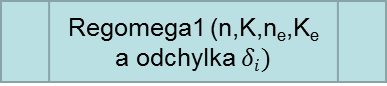 Regomega1 (n,K,nₑ,Kₑ
a odchylka 𝛿ᵢ)